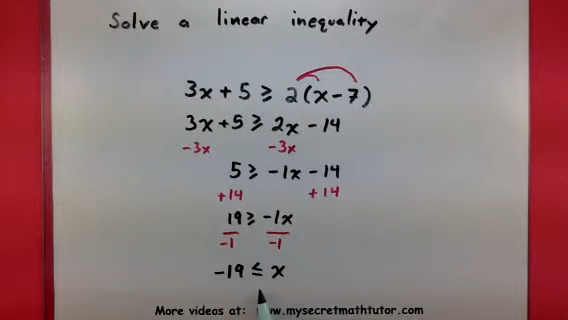 Solve a linear inequality
3x + 5 ≥ 2(x - 7)
3x + 5 ≥ 2x - 14
-3x -3x
5 ≥ -1x - 14
+14 +14
19 ≥ -1x
-1 -1
-19 ≤ x
More videos at: www.mysecretmathtutor.com